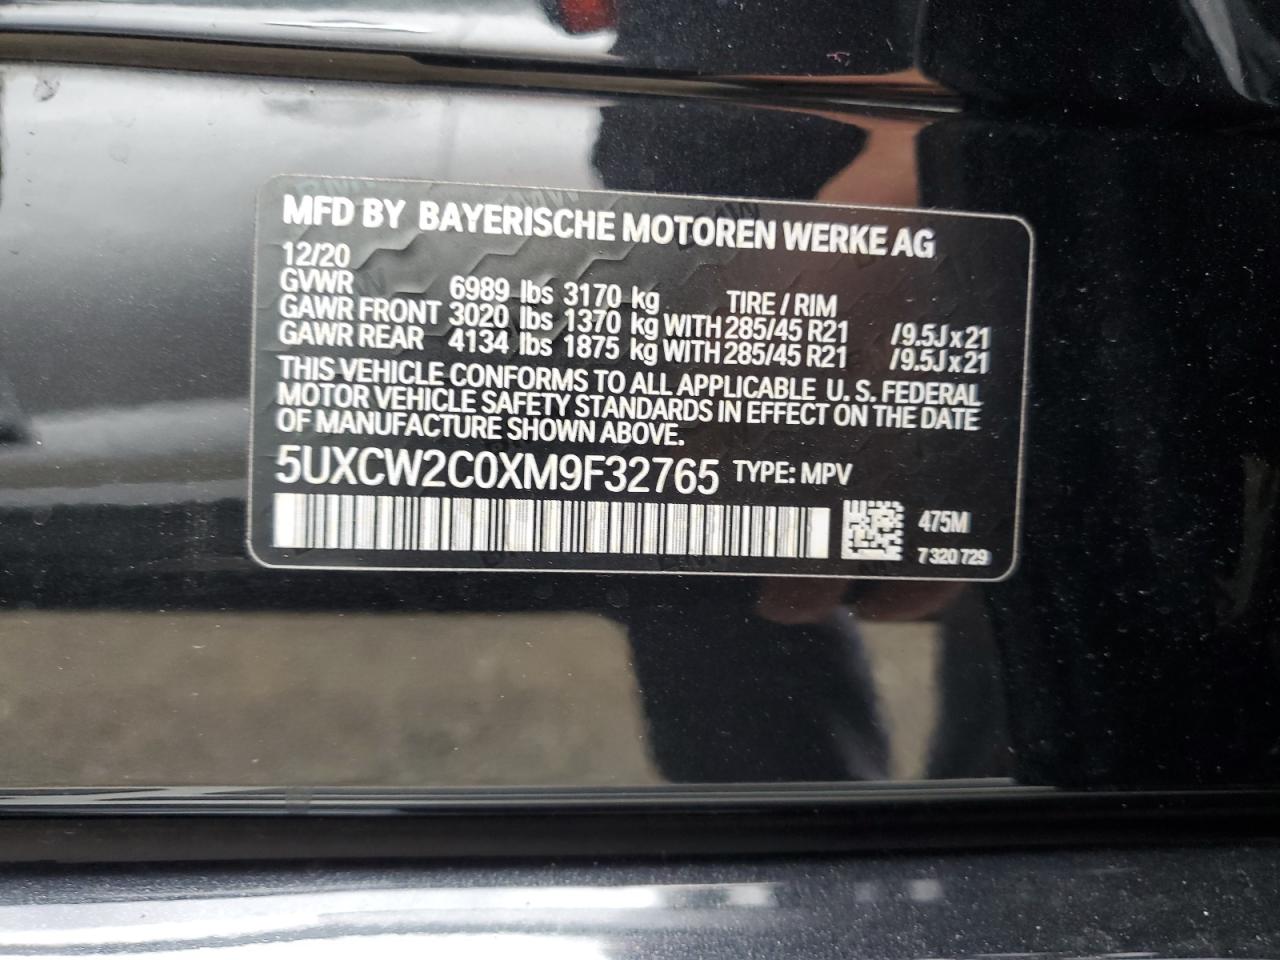 MFD BY BAYERISCHE MOTOREN WERKE AG
12/20
GVWR 6989 lbs 3170 kg TIRE / RIM
GAWR FRONT 3020 lbs 1370 kg WITH 285/45 R21 /9.5J x 21
GAWR REAR 4134 lbs 1875 kg WITH 285/45 R21 /9.5J x 21
THIS VEHICLE CONFORMS TO ALL APPLICABLE U. S. FEDERAL
MOTOR VEHICLE SAFETY STANDARDS IN EFFECT ON THE DATE
OF MANUFACTURE SHOWN ABOVE.
5UXCW2C0XM9F32765 TYPE: MPV
475M
7 320 729